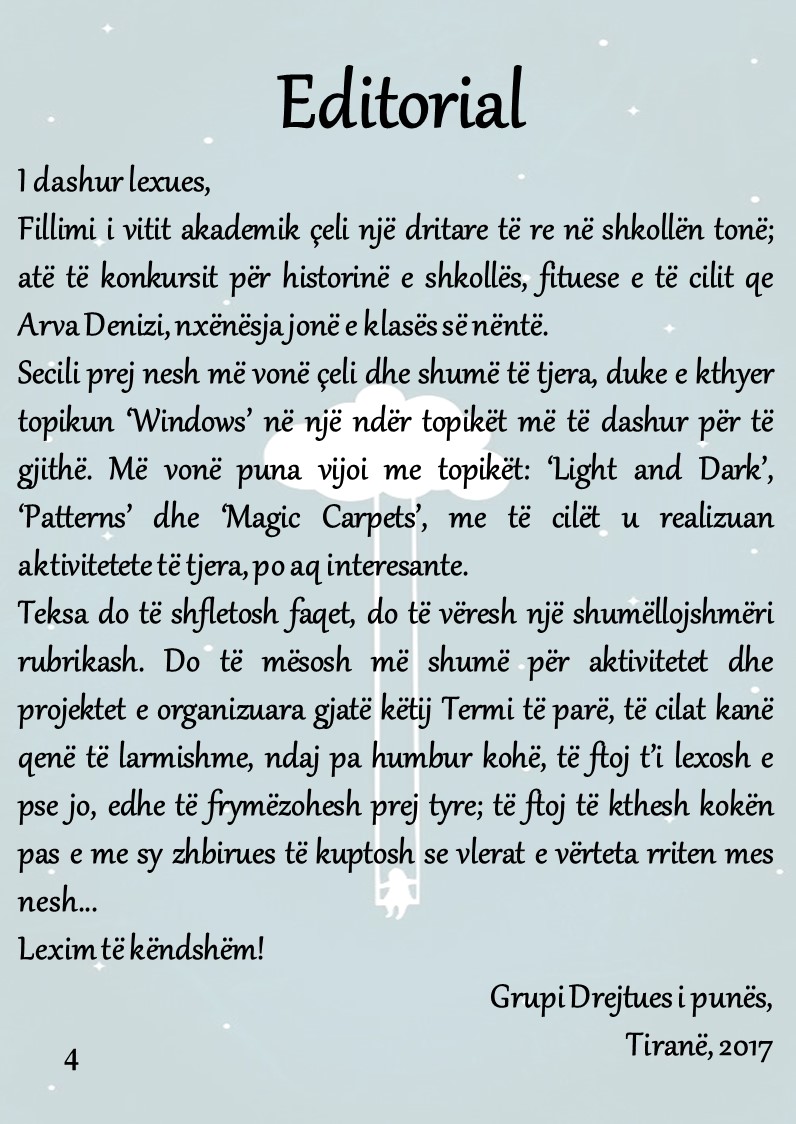 Editorial
I dashur lexues,
Fillimi i vitit akademik çeli një dritare të re në shkollën tonë;
atë të konkursit për historinë e shkollës, fituese e të cilit qe
Arva Denizi, nxënësja jonë e klasës së nëntë.
Secili prej nesh më vonë çeli dhe shumë të tjera, duke e kthyer
topikun ‘Windows’ në një ndër topikët më të dashur për të
gjithë. Më vonë puna vijoi me topikët: ‘Light and Dark’,
‘Patterns’ dhe ‘Magic Carpets’, me të cilët u realizuan
aktivitetete të tjera, po aq interesante.
Teksa do të shfletosh faqet, do të vëresh një shumëllojshmëri
rubrikash. Do të mësosh më shumë për aktivitetet dhe
projektet e organizuara gjatë këtij Termi të parë, të cilat kanë
qenë të larmishme, ndaj pa humbur kohë, të ftoj t’i lexosh e
pse jo, edhe të frymëzohesh prej tyre; të ftoj të kthesh kokën
pas e me sy zhbirues të kuptosh se vlerat e vërteta rriten mes
nesh...
Lexim të këndshëm!
Grupi Drejtues i punës,
Tiranë, 2017
4